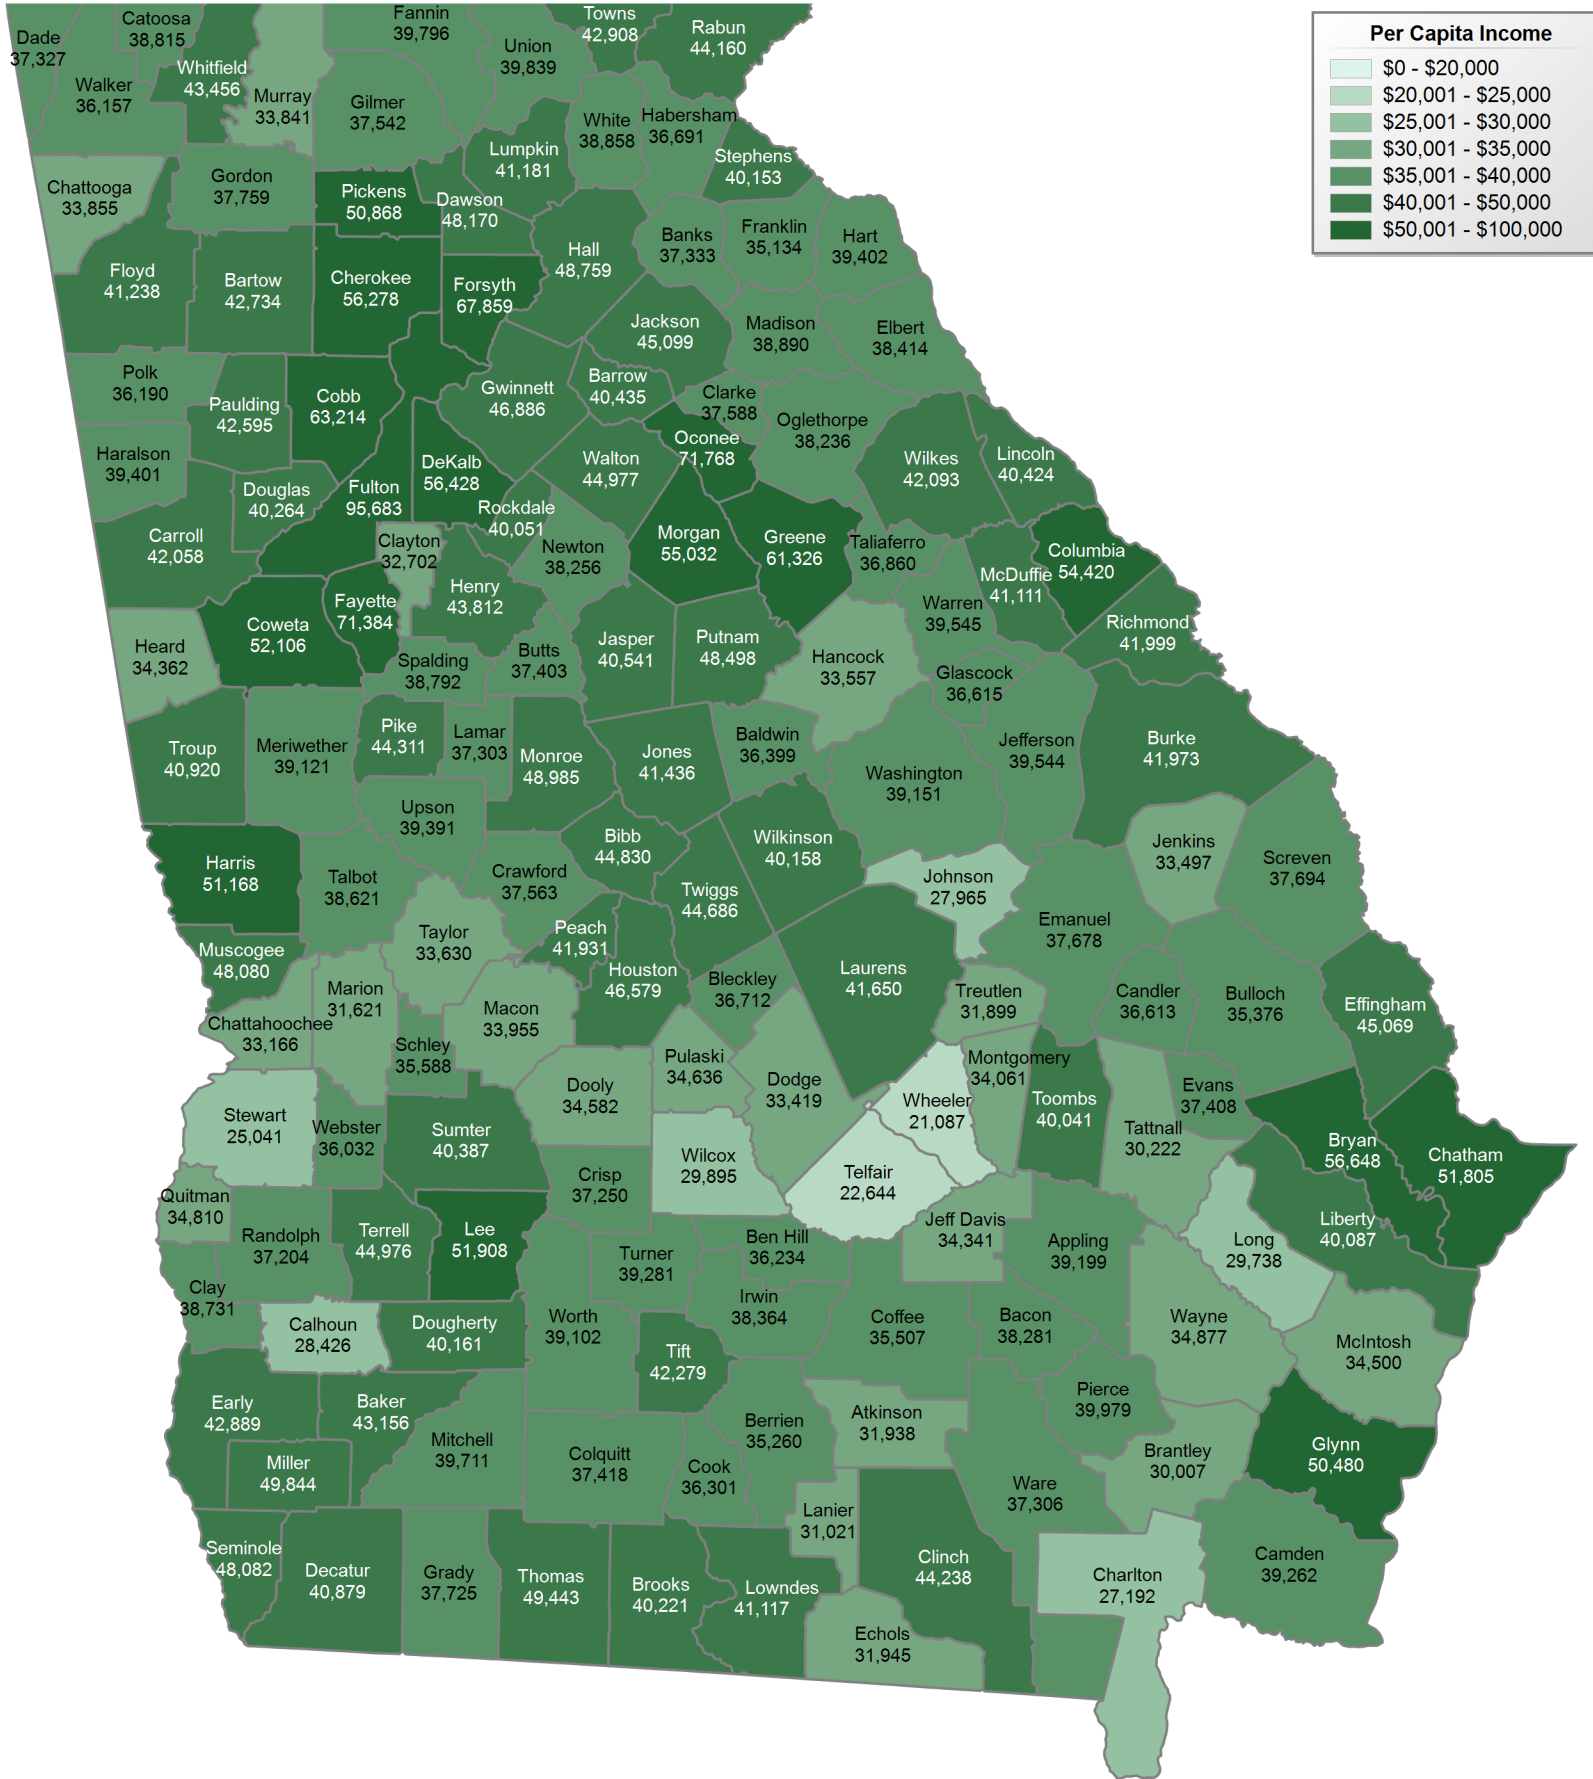 Per Capita Income
$0 - $20,000
$20,001 - $25,000
$25,001 - $30,000
$30,001 - $35,000
$35,001 - $40,000
$40,001 - $50,000
$50,001 - $100,000
Dade
37,327
Catoosa
38,815
Walker
36,157
Whitfield
43,456
Murray
33,841
Fannin
39,796
Gilmer
37,542
Union
39,839
Towns
42,908
Rabun
44,160
White
38,858
Habersham
36,691
Lumpkin
41,181
Stephens
40,153
Chattooga
33,855
Gordon
37,759
Pickens
50,868
Dawson
48,170
Hall
48,759
Banks
37,333
Franklin
35,134
Hart
39,402
Floyd
41,238
Bartow
42,734
Cherokee
56,278
Forsyth
67,859
Jackson
45,099
Madison
38,890
Elbert
38,414
Polk
36,190
Paulding
42,595
Cobb
63,214
Gwinnett
46,886
Barrow
40,435
Clarke
37,588
Oglethorpe
38,236
Oconee
71,768
Haralson
39,401
Douglas
40,264
Fulton
95,683
DeKalb
56,428
Rockdale
40,051
Walton
44,977
Wilkes
42,093
Lincoln
40,424
Carroll
42,058
Clayton
32,702
Henry
43,812
Newton
38,256
Morgan
55,032
Greene
61,326
Taliaferro
36,860
McDuffie
41,111
Columbia
54,420
Warren
39,545
Richmond
41,999
Fayette
71,384
Coweta
52,106
Heard
34,362
Spalding
38,792
Butts
37,403
Jasper
40,541
Putnam
48,498
Hancock
33,557
Glascock
36,615
Troup
40,920
Meriwether
39,121
Pike
44,311
Lamar
37,303
Monroe
48,985
Jones
41,436
Baldwin
36,399
Washington
39,151
Jefferson
39,544
Burke
41,973
Upson
39,391
Bibb
44,830
Wilkinson
40,158
Jenkins
33,497
Screven
37,694
Harris
51,168
Talbot
38,621
Crawford
37,563
Twiggs
44,686
Johnson
27,965
Emanuel
37,678
Muscogee
48,080
Taylor
33,630
Peach
41,931
Houston
46,579
Bleckley
36,712
Laurens
41,650
Treutlen
31,899
Candler
36,613
Bulloch
35,376
Effingham
45,069
Chattahoochee
33,166
Marion
31,621
Schley
35,588
Macon
33,955
Pulaski
34,636
Dodge
33,419
Montgomery
34,061
Dooly
34,582
Wheeler
21,087
Toombs
40,041
Tattnall
30,222
Evans
37,408
Stewart
25,041
Webster
36,032
Sumter
40,387
Wilcox
29,895
Telfair
22,644
Bryan
56,648
Chatham
51,805
Crisp
37,250
Quitman
34,810
Randolph
37,204
Terrell
44,976
Lee
51,908
Turner
39,281
Ben Hill
36,234
Jeff Davis
34,341
Appling
39,199
Long
29,738
Liberty
40,087
Clay
38,731
Calhoun
28,426
Dougherty
40,161
Worth
39,102
Irwin
38,364
Coffee
35,507
Bacon
38,281
Wayne
34,877
McIntosh
34,500
Tift
42,279
Early
42,889
Baker
43,156
Mitchell
39,711
Colquitt
37,418
Cook
36,301
Berrien
35,260
Atkinson
31,938
Pierce
39,979
Brantley
30,007
Glynn
50,480
Miller
49,844
Ware
37,306
Lanier
31,021
Seminole
48,082
Decatur
40,879
Grady
37,725
Thomas
49,443
Brooks
40,221
Lowndes
41,117
Clinch
44,238
Echols
31,945
Charlton
27,192
Camden
39,262